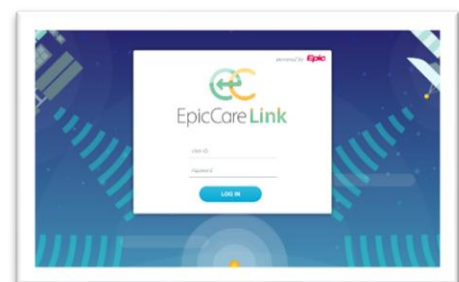 powered by Epic
EpicCare Link
User ID
Password
LOG IN